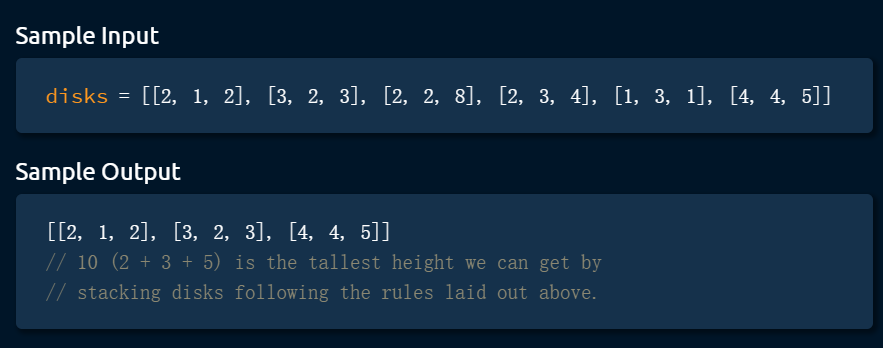 Sample Input
disks = [[2, 1, 2], [3, 2, 3], [2, 2, 8], [2, 3, 4], [1, 3, 1], [4, 4, 5]]
Sample Output
[[2, 1, 2], [3, 2, 3], [4, 4, 5]]
// 10 (2 + 3 + 5) is the tallest height we can get by
// stacking disks following the rules laid out above.